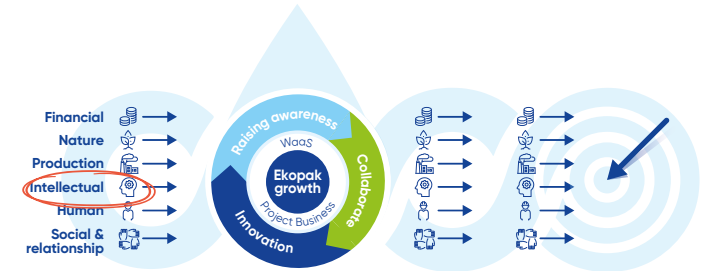 Financial
Nature
Production
Intellectual
Human
Social &
relationship
Raising awareness
Collaborate
Innovation
WaaS
Project Business
Ekopak
growth